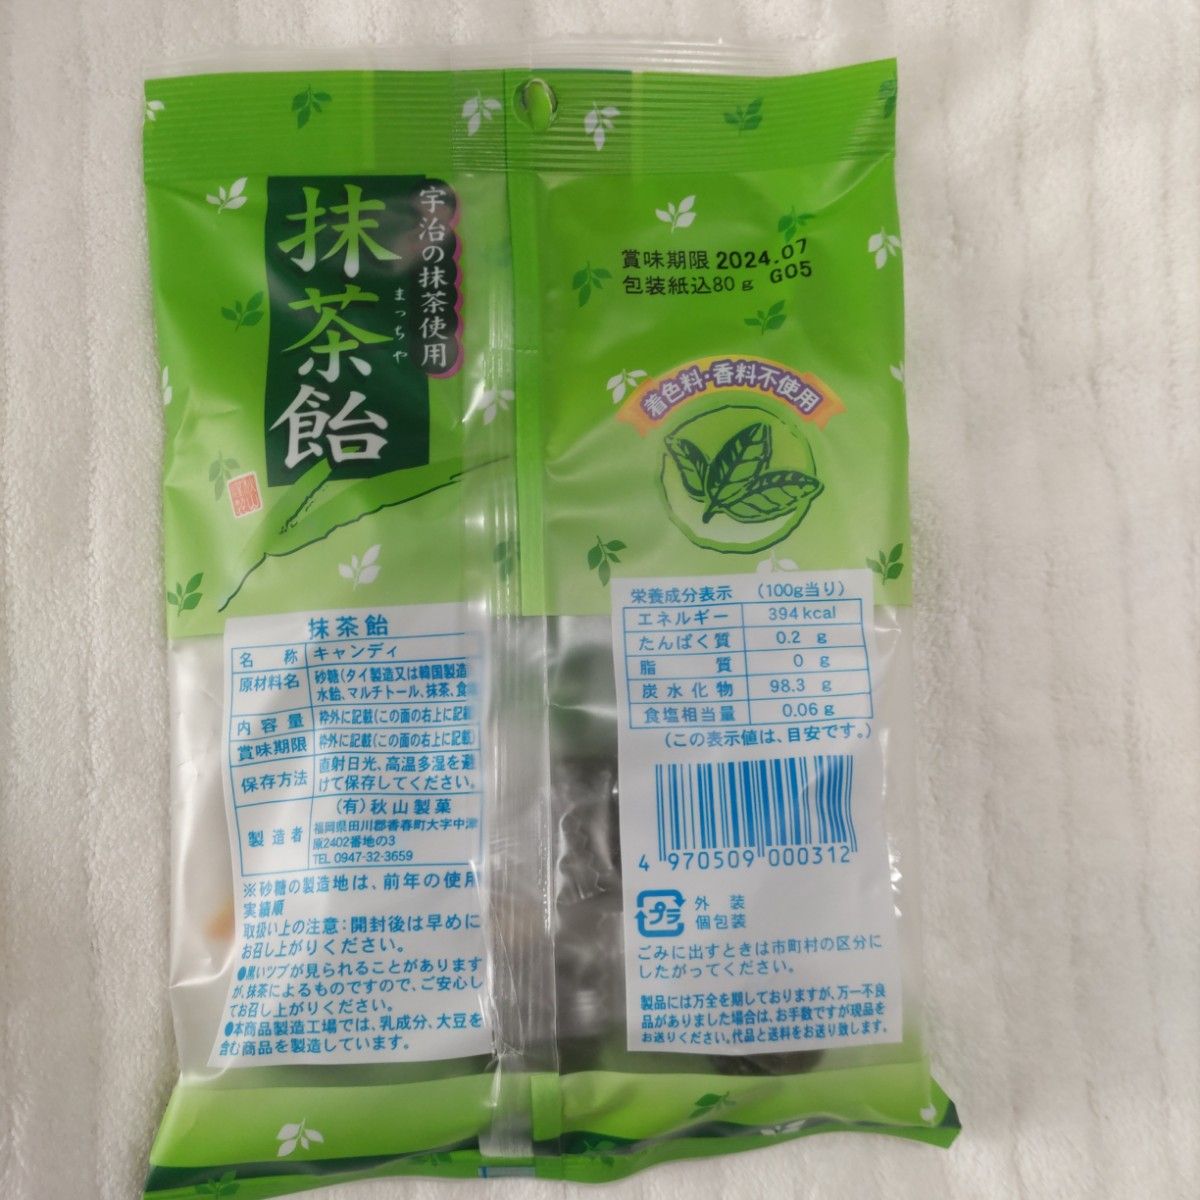 宇治の抹茶使用
抹茶飴
まっちゃ
賞味期限 2024.07
包装紙込80g G05
着色料・香料不使用
抹茶飴
名称 キャンディ
原材料名 砂糖(タイ製造又は韓国製造
水飴、マルチトール、抹茶、食
内容量 枠外に記載(この面の右上に記
賞味期限 枠外に記載(この面の右上に記載
保存方法 直射日光、高温多湿を避
けて保存してください。
製造者 (有)秋山製菓
福岡県田川郡香春町大字中津
原2402番地の3
TEL 0947-32-3659
※砂糖の製造地は、前年の使用
実績順
取扱い上の注意:開封後は早めに
お召し上がりください。
●黒いツブが見られることがあります
が、抹茶によるものですので、ご安心し
てお召し上がりください。
●本商品製造工場では、乳成分、大豆を
含む商品を製造しています。
栄養成分表示 (100g当り)
エネルギー 394kcal
たんぱく質 0.2 g
脂質 0 g
炭水化物 98.3 g
食塩相当量 0.06g
(この表示値は、目安です。)
4 970509 000312
プラ
外装
個包装
ごみに出すときは市町村の区分に
したがってください。
製品には万全を期しておりますが、万一不良
品がありました場合は、お手数ですが現品を
お送りください。代品と送料をお送り致します。